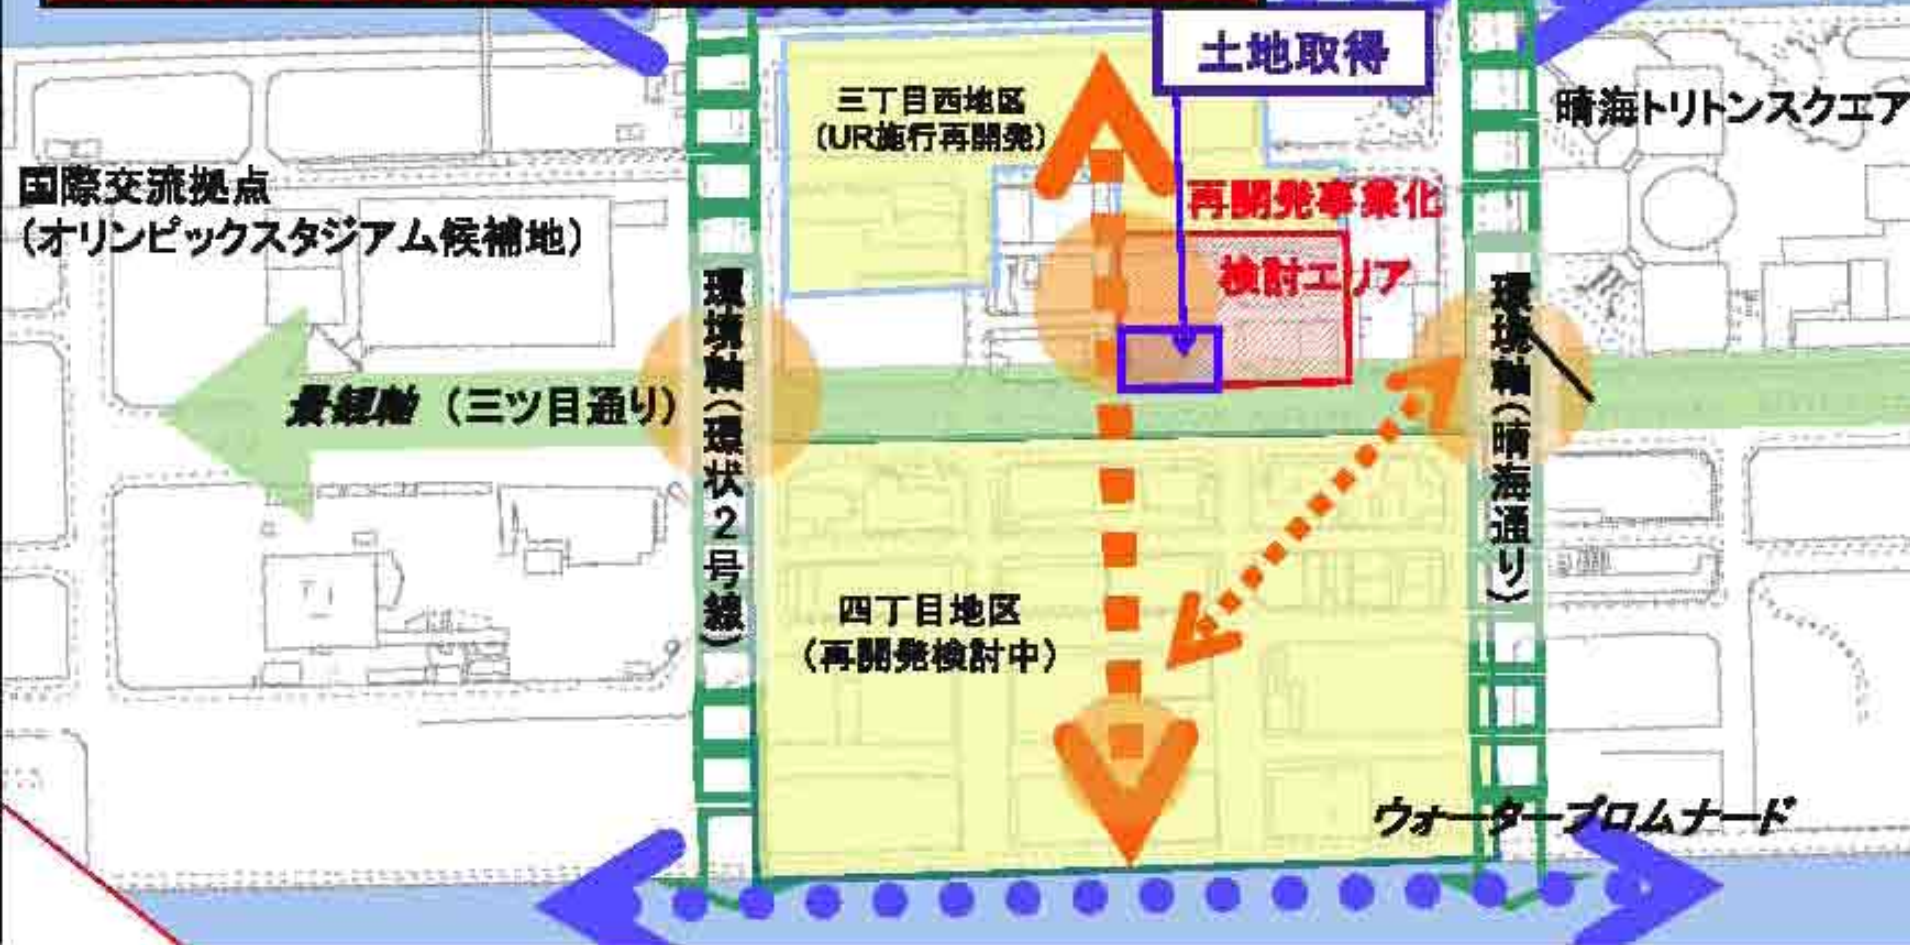 土地取得
三丁目西地区
（UR施行再開発）
晴海トリトンスクエア
国際交流拠点
（オリンピックスタジアム候補地）
再開発事業化
検討エリア
景観軸（三ツ目通り）
環境軸（環状２号線）
環境軸（晴海通り）
四丁目地区
（再開発検討中）
ウォータープロムナード